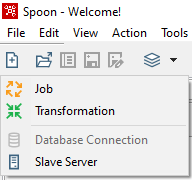 Spoon - Welcome!
File Edit View Action Tools
Job
Transformation
Database Connection
Slave Server